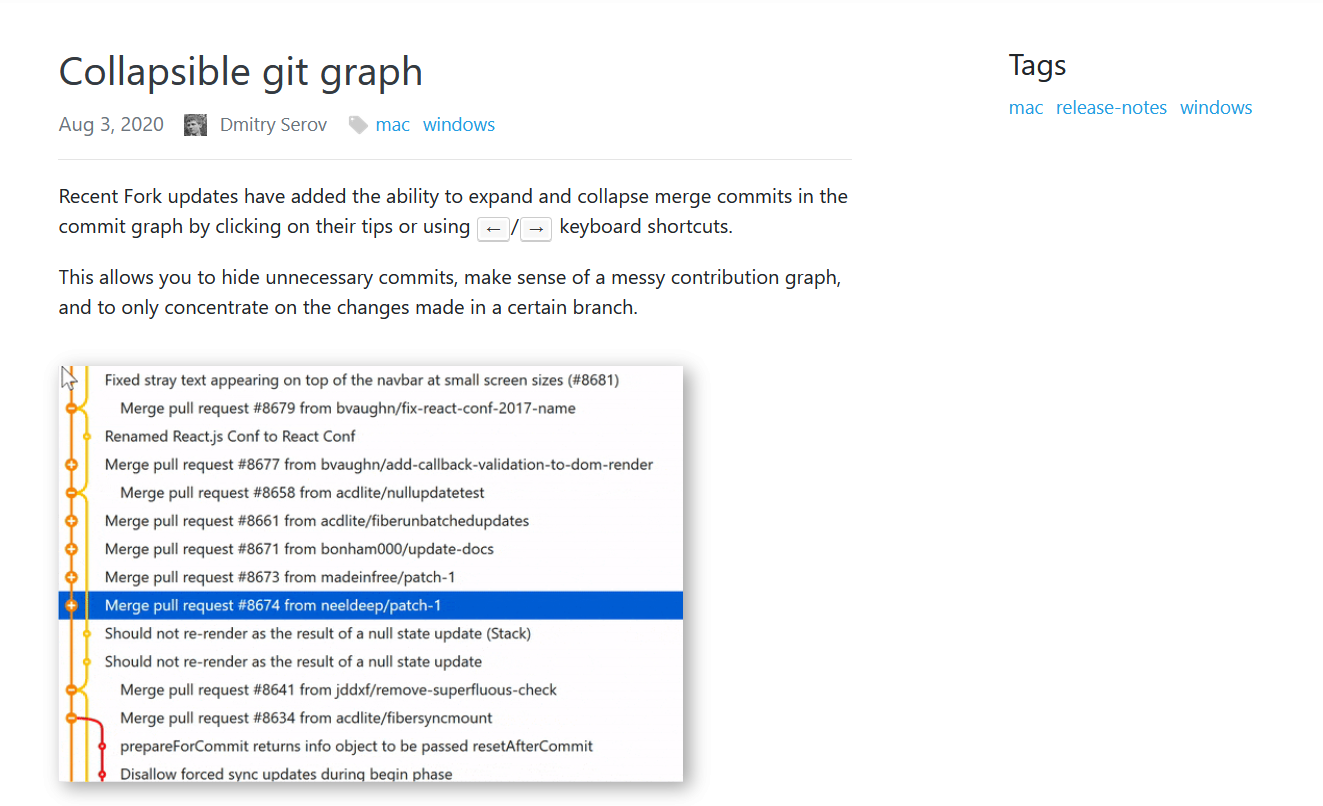 Collapsible git graph
Aug 3, 2020 Dmitry Serov mac windows
Recent Fork updates have added the ability to expand and collapse merge commits in the
commit graph by clicking on their tips or using ←/→ keyboard shortcuts.
This allows you to hide unnecessary commits, make sense of a messy contribution graph,
and to only concentrate on the changes made in a certain branch.
Fixed stray text appearing on top of the navbar at small screen sizes (#8681)
Merge pull request #8679 from bvaughn/fix-react-conf-2017-name
Renamed React.js Conf to React Conf
Merge pull request #8677 from bvaughn/add-callback-validation-to-dom-render
Merge pull request #8658 from acdlite/nullupdatetest
Merge pull request #8661 from acdlite/fiberunbatchedupdates
Merge pull request #8671 from bonham000/update-docs
Merge pull request #8673 from madeinfree/patch-1
Merge pull request #8674 from neeldeep/patch-1
Should not re-render as the result of a null state update (Stack)
Should not re-render as the result of a null state update
Merge pull request #8641 from jddxf/remove-superfluous-check
Merge pull request #8634 from acdlite/fibersyncmount
prepareForCommit returns info object to be passed resetAfterCommit
Disallow forced sync updates during begin phase
Tags
mac release-notes windows